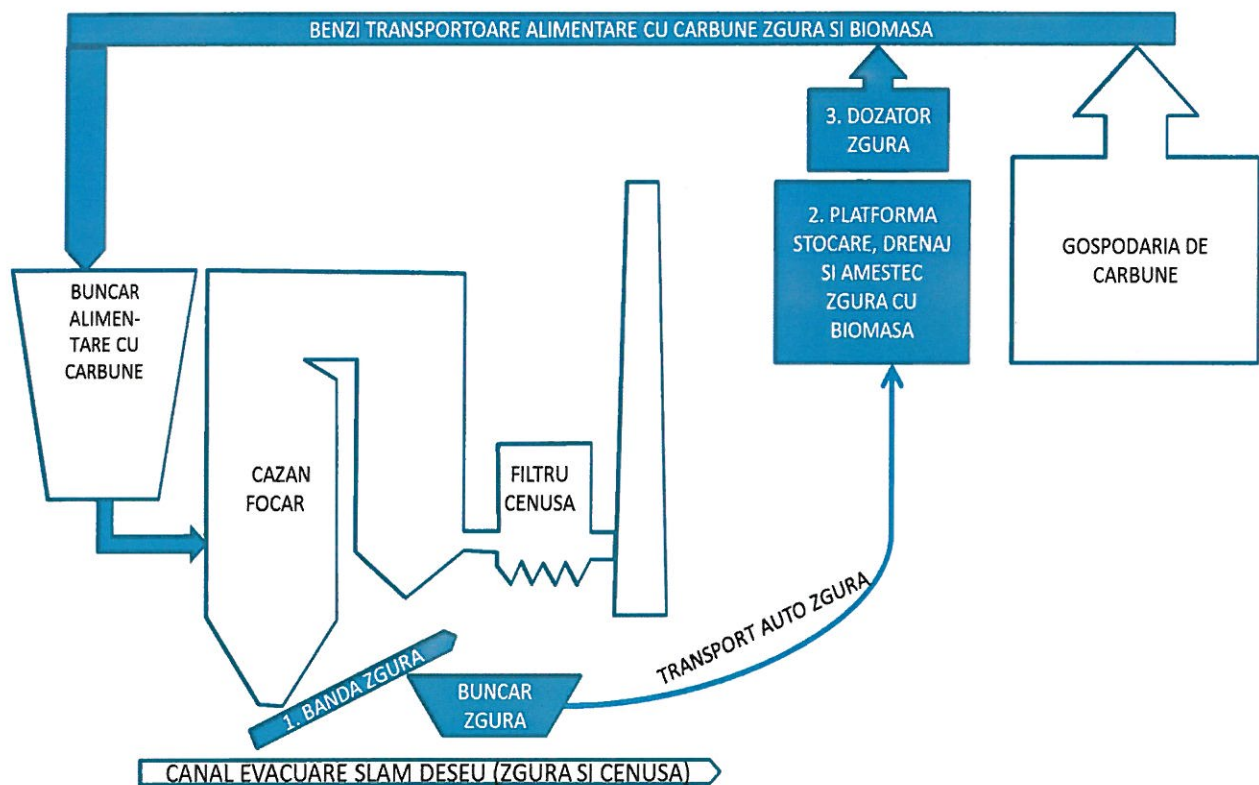 BENZI TRANSPORTOARE ALIMENTARE CU CARBUNE ZGURA SI BIOMASA
3. DOZATOR
ZGURA
2. PLATFORMA
STOCARE, DRENAJ
SI AMESTEC
ZGURA CU
BIOMASA
GOSPODARIA DE
CARBUNE
BUNCAR
ALIMEN-
TARE CU
CARBUNE
CAZAN
FOCAR
FILTRU
CENUSA
TRANSPORT AUTO ZGURA
1. BANDA ZGURA
BUNCAR
ZGURA
CANAL EVACUARE SLAM DESEU (ZGURA SI CENUSA)